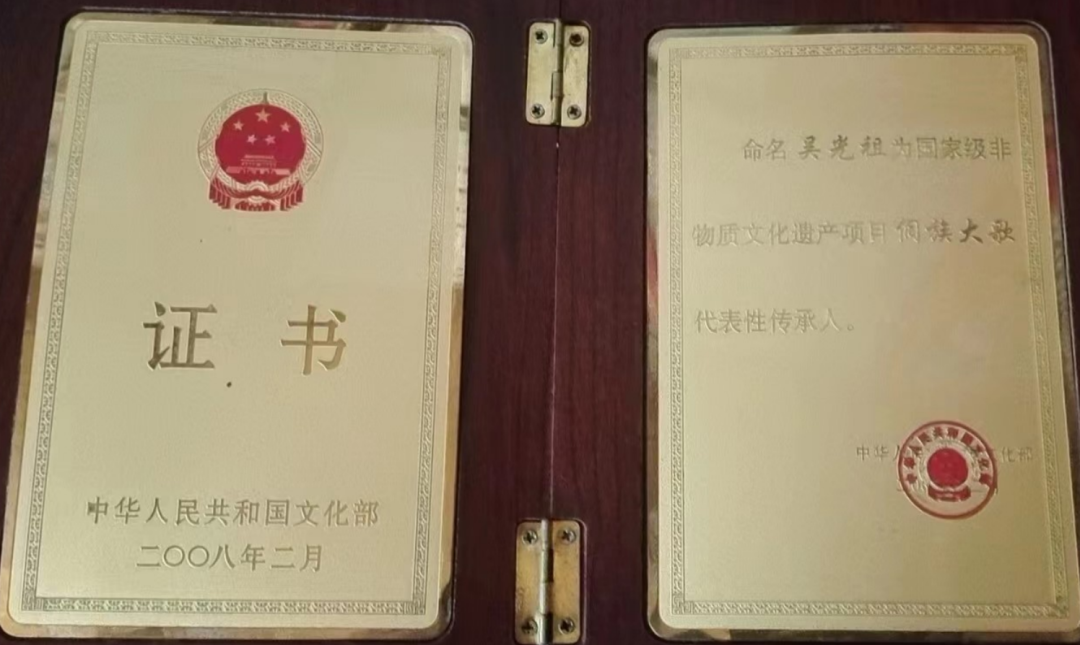 证书
中华人民共和国文化部
二〇〇八年二月
命名吴光祖为国家级非
物质文化遗产项目侗族大歌
代表性传承人。
中华人 文化部